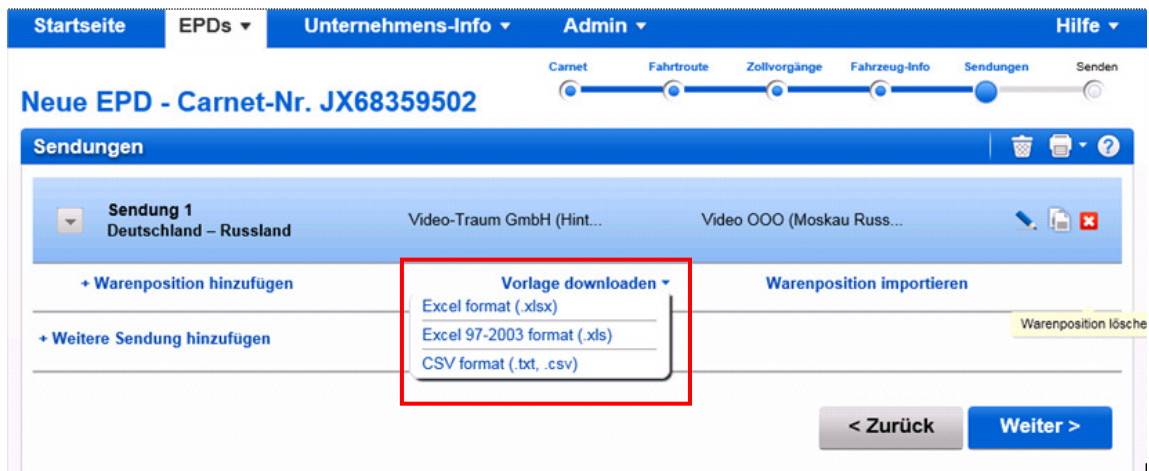 Startseite EPDs Unternehmens-Info Admin Hilfe
Carnet Fahrtroute Zollvorgänge Fahrzeug-Info Sendungen Senden
Neue EPD - Carnet-Nr. JX68359502
Sendungen
Sendung 1
Deutschland – Russland
Video-Traum GmbH (Hint...
Video OOO (Moskau Russ...
+ Warenposition hinzufügen
Vorlage downloaden
Warenposition importieren
Excel format (.xlsx)
Excel 97-2003 format (.xls)
CSV format (.txt, .csv)
Warenposition lösche
+ Weitere Sendung hinzufügen
< Zurück
Weiter >